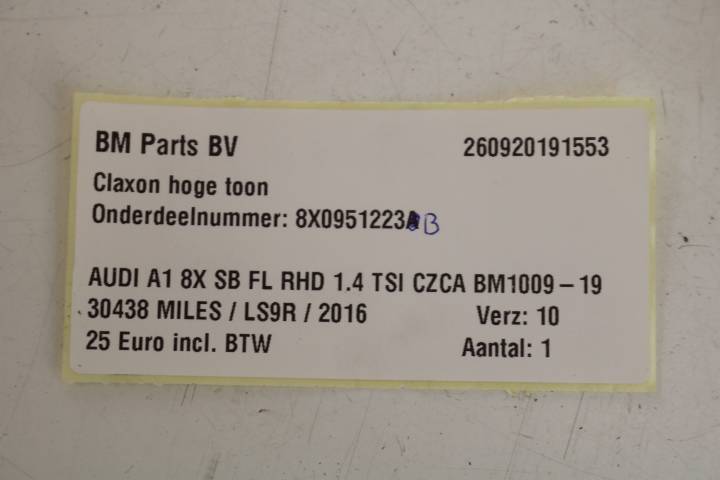 BM Parts BV 260920191553
Claxon hoge toon
Onderdeelnummer: 8X0951223AB
AUDI A1 8X SB FL RHD 1.4 TSI CZCA BM1009-19
30438 MILES / LS9R / 2016 Verz: 10
25 Euro incl. BTW Aantal: 1